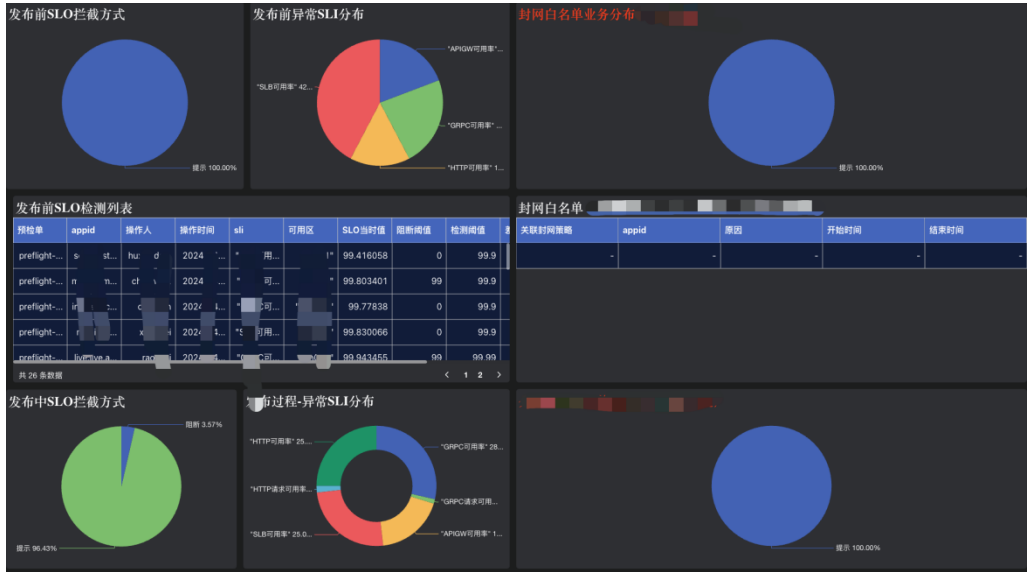 发布前SLO拦截方式
提示 100.00%
发布前异常SLI分布
"APIGW可用率"...
"SLB可用率" 42...
"GRPC可用率" ...
"HTTP可用率" 1...
封网白名单业务分布
提示 100.00%
发布前SLO检测列表
预检单 appid 操作人 操作时间 sli 可用区 SLO当时值 阻断阈值 检测阈值
preflight-... 2024 ... 用... 99.416058 0 99.9
preflight-... 2024 ... 可... 99.803401 99 99.9
preflight-... 可... 99.77838 0 99.9
preflight-... 可用... 99.830066 0 99.9
preflight-... 99.943455 99 99.99
共 26 条数据
1 2
封网白名单
关联封网策略 appid 原因 开始时间 结束时间
- - - - -
发布中SLO拦截方式
阻断 3.57%
提示 96.43%
布过程-异常SLI分布
"HTTP可用率" 25....
"GRPC可用率" 28...
"HTTP请求可用率...
"GRPC请求可用...
"SLB可用率" 25.0...
"APIGW可用率" 1...
提示 100.00%